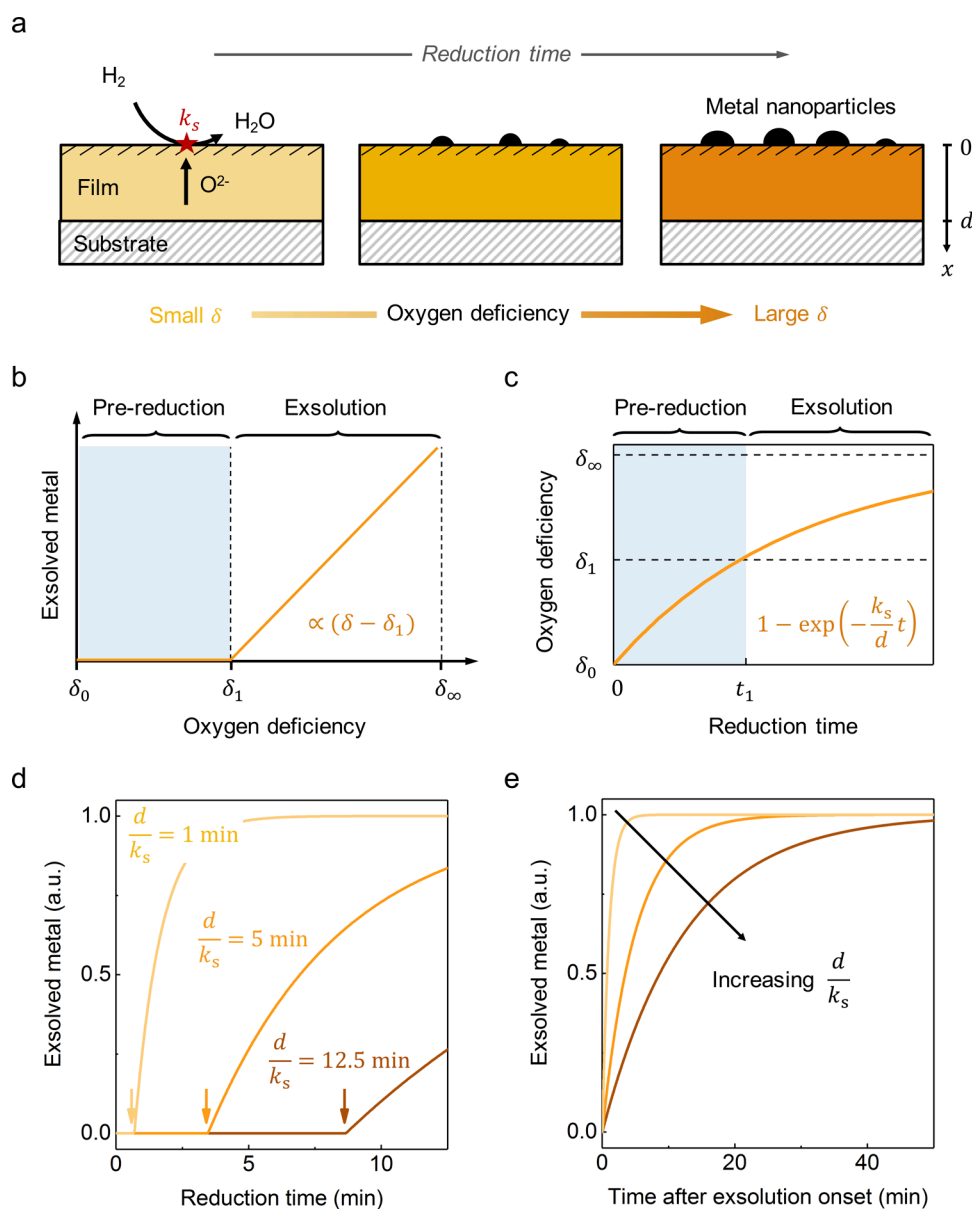 a
Reduction time
H₂
kₛ
H₂O
Metal nanoparticles
0
Film
O²⁻
d
Substrate
x
Small δ
Oxygen deficiency
Large δ
b
Pre-reduction
Exsolution
Exsolved metal
∝ (δ − δ₁)
δ₀
δ₁
δ∞
Oxygen deficiency
c
Pre-reduction
Exsolution
Oxygen deficiency
δ∞
δ₁
δ₀
1 − exp(−kₛ/d t)
0
t₁
Reduction time
d
Exsolved metal (a.u.)
1.0
0.5
0.0
d/kₛ = 1 min
d/kₛ = 5 min
d/kₛ = 12.5 min
0
5
10
Reduction time (min)
e
Exsolved metal (a.u.)
1.0
0.5
0.0
Increasing d/kₛ
0
20
40
Time after exsolution onset (min)